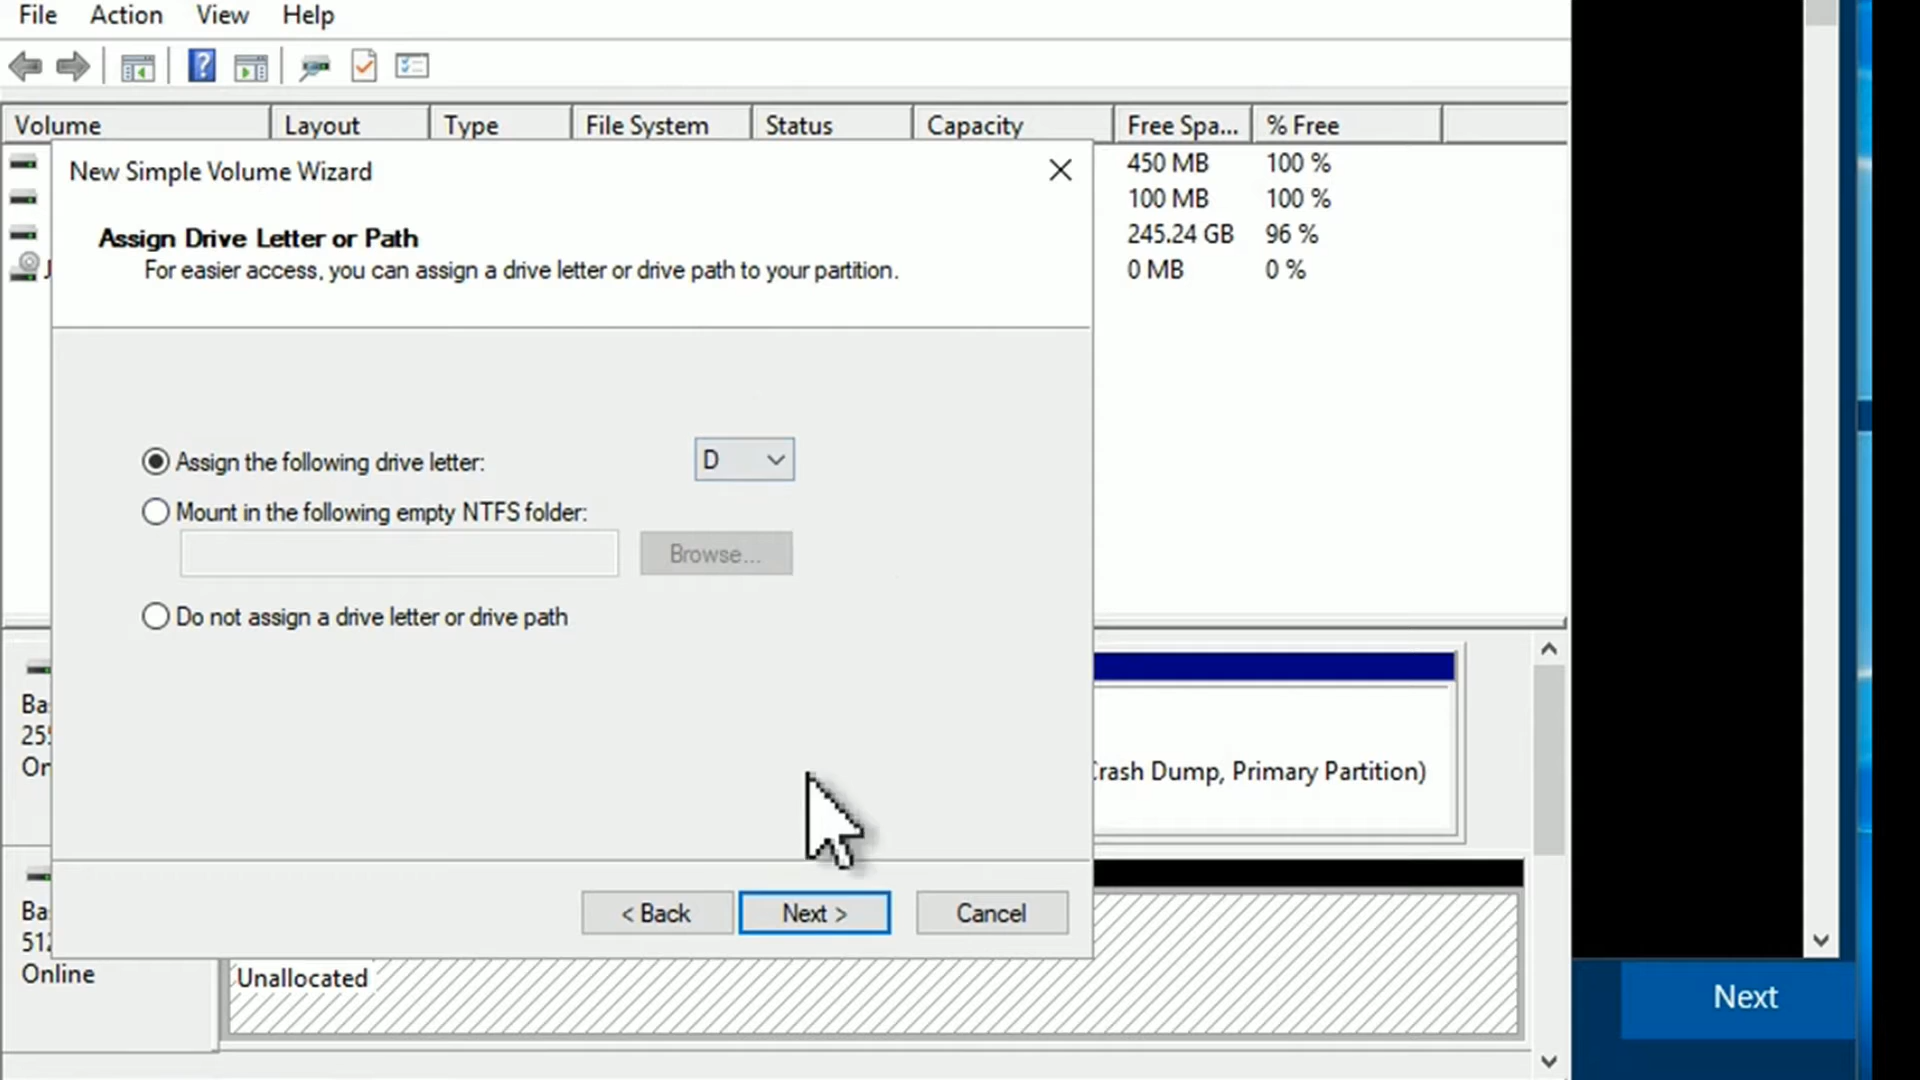 File Action View Help
Volume Layout Type File System Status Capacity Free Spa... % Free
450 MB 100 %
100 MB 100 %
245.24 GB 96 %
0 MB 0 %
New Simple Volume Wizard
Assign Drive Letter or Path
For easier access, you can assign a drive letter or drive path to your partition.
Assign the following drive letter: D
Mount in the following empty NTFS folder:
Browse...
Do not assign a drive letter or drive path
< Back Next > Cancel
Crash Dump, Primary Partition)
Online
Unallocated
Next